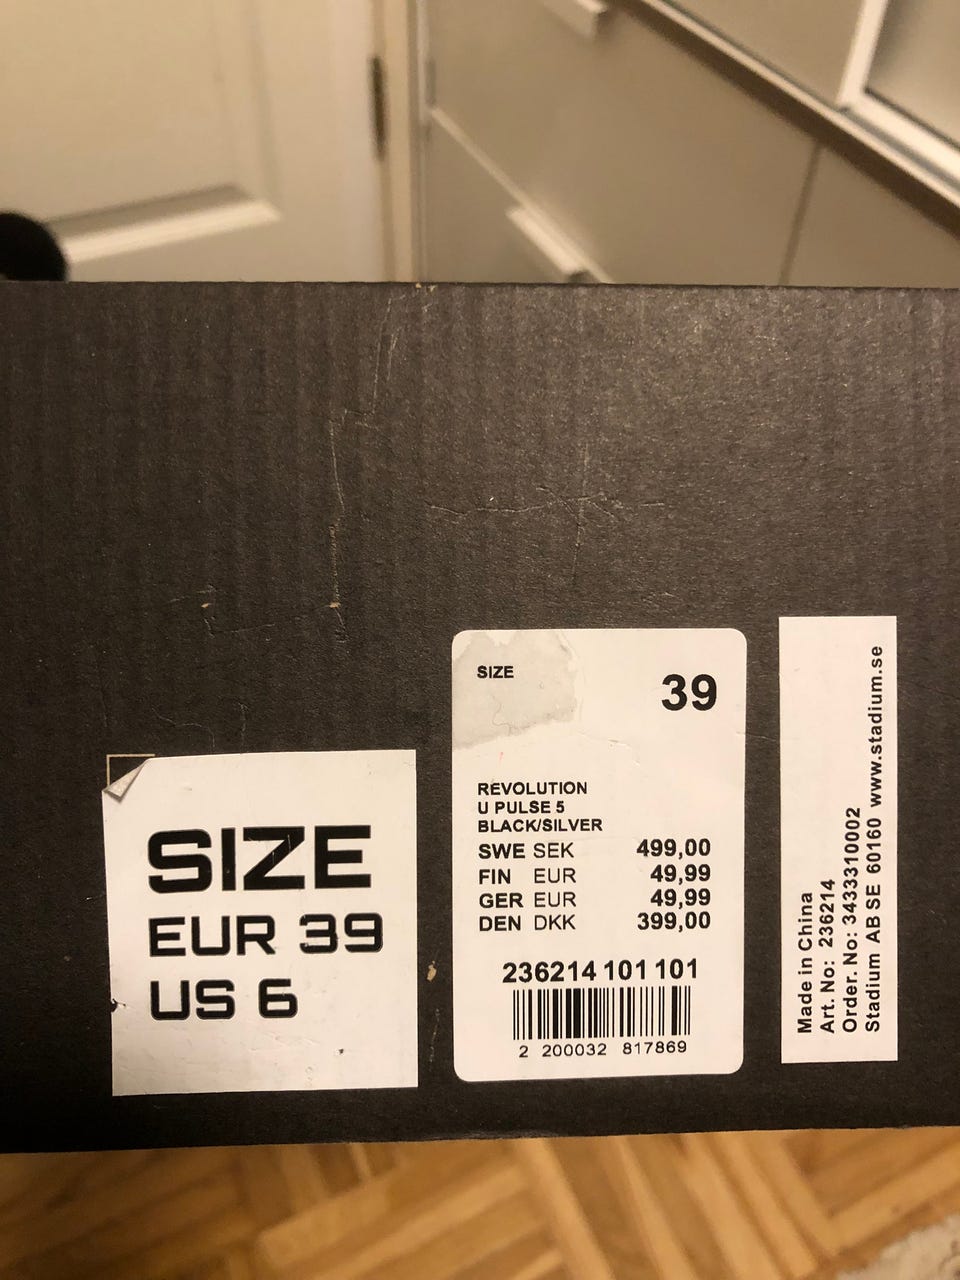 SIZE
EUR 39
US 6
SIZE
39
REVOLUTION
U PULSE 5
BLACK/SILVER
SWE SEK 499,00
FIN EUR 49,99
GER EUR 49,99
DEN DKK 399,00
236214 101 101
2 200032 817869
Made in China
Art. No: 236214
Order. No: 3433310002
Stadium AB SE 60160 www.stadium.se